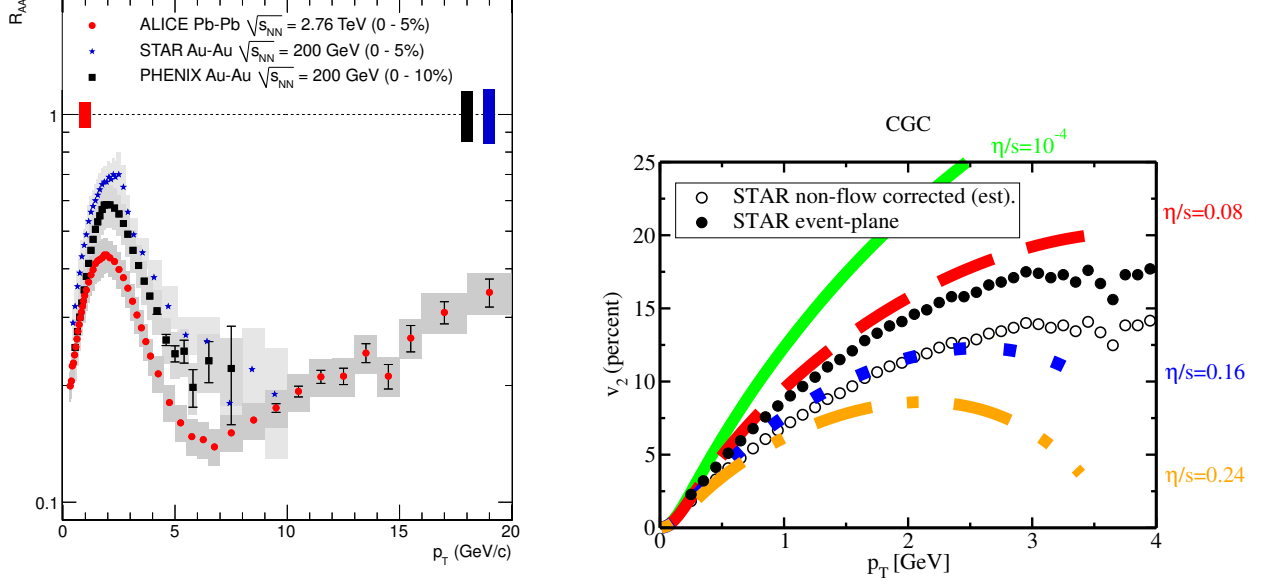 R_AA
ALICE Pb-Pb √s_NN = 2.76 TeV (0 - 5%)
STAR Au-Au √s_NN = 200 GeV (0 - 5%)
PHENIX Au-Au √s_NN = 200 GeV (0 - 10%)
1
0.1
0 5 10 15 20
p_T (GeV/c)
CGC
η/s=10^-4
25
STAR non-flow corrected (est).
STAR event-plane
η/s=0.08
20
15
v_2 (percent)
η/s=0.16
10
5
η/s=0.24
0
0 1 2 3 4
p_T [GeV]